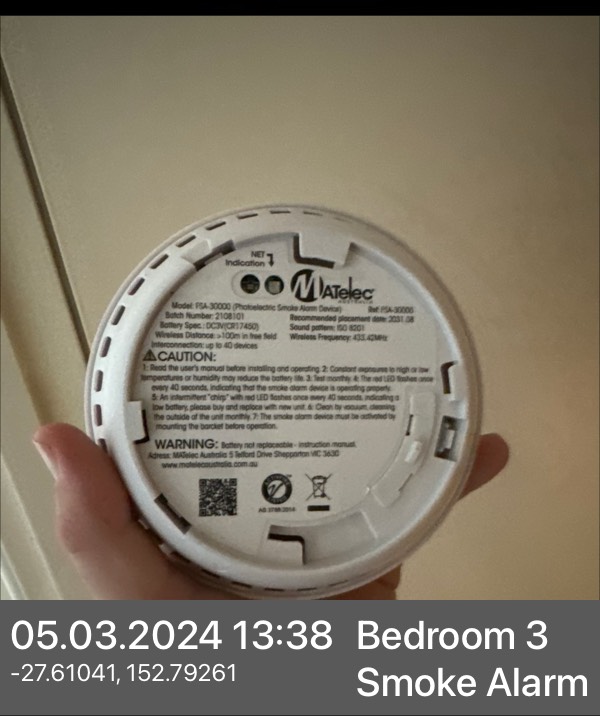 NET
Indication
MATelec
AUSTRALIA
Model: FSA-30000 (Photoelectric Smoke Alarm Device)
Ref: FSA-30000
Batch Number: 2108101
Recommended placement date: 2031.08
Battery Spec.: DC3V(CR17450)
Sound pattern: ISO 8201
Wireless Distance: >100m in free field
Wireless Frequency: 433.42MHz
Interconnection: up to 40 devices
CAUTION:
1: Read the user's manual before installing and operating. 2: Constant exposures to high or low
temperatures or humidity may reduce the battery life. 3: Test monthly. 4: The red LED flashes once
every 40 seconds, indicating that the smoke alarm device is operating properly.
5: An intermittent "chirp" with red LED flashes once every 40 seconds, indicating a
low battery, please buy and replace with new unit. 6: Clean by vacuum, cleaning
the outside of the unit monthly. 7: The smoke alarm device must be activated by
mounting the bracket before operation.
WARNING: Battery not replaceable - instruction manual.
Adress: MATelec Australia 5 Telford Drive Shepparton VIC 3630
www.matelecaustralia.com.au
AS 3786:2014
05.03.2024 13:38
-27.61041, 152.79261
Bedroom 3
Smoke Alarm